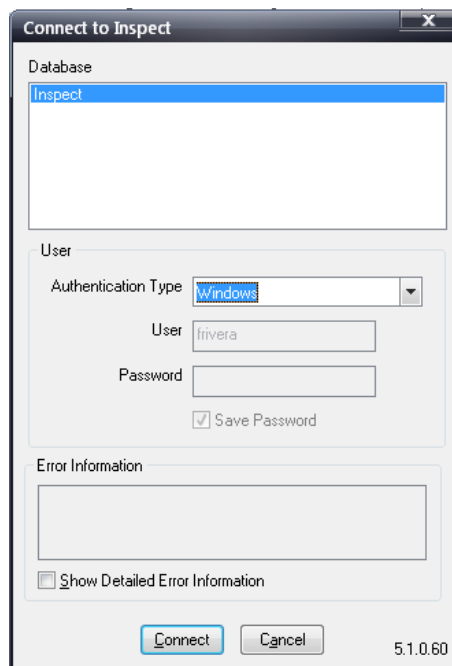 Connect to Inspect
X
Database
Inspect
User
Authentication Type Windows
User frivera
Password
Save Password
Error Information
Show Detailed Error Information
Connect Cancel
5.1.0.60